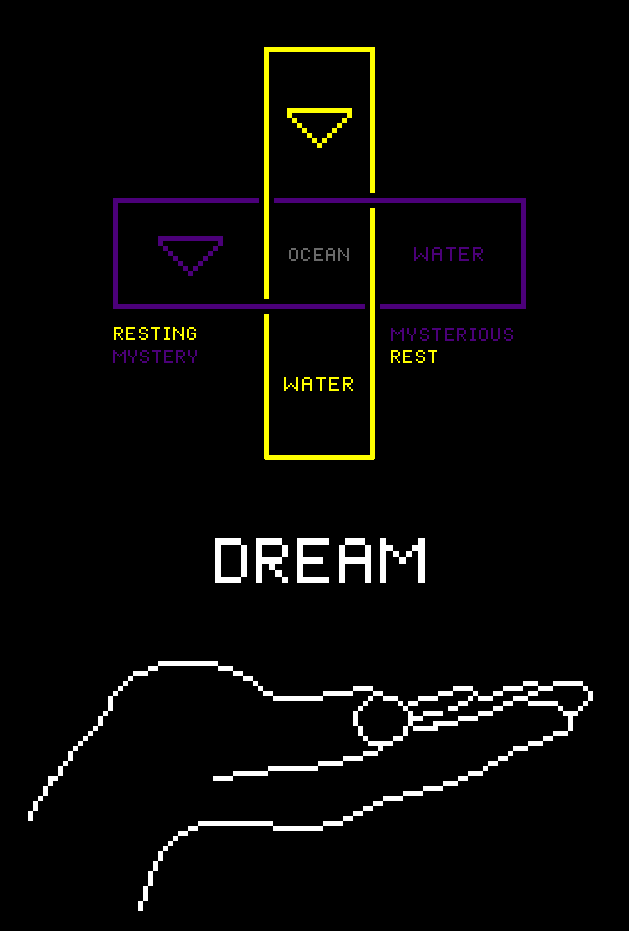 OCEAN
WATER
RESTING
MYSTERY
MYSTERIOUS
REST
WATER
DREAM